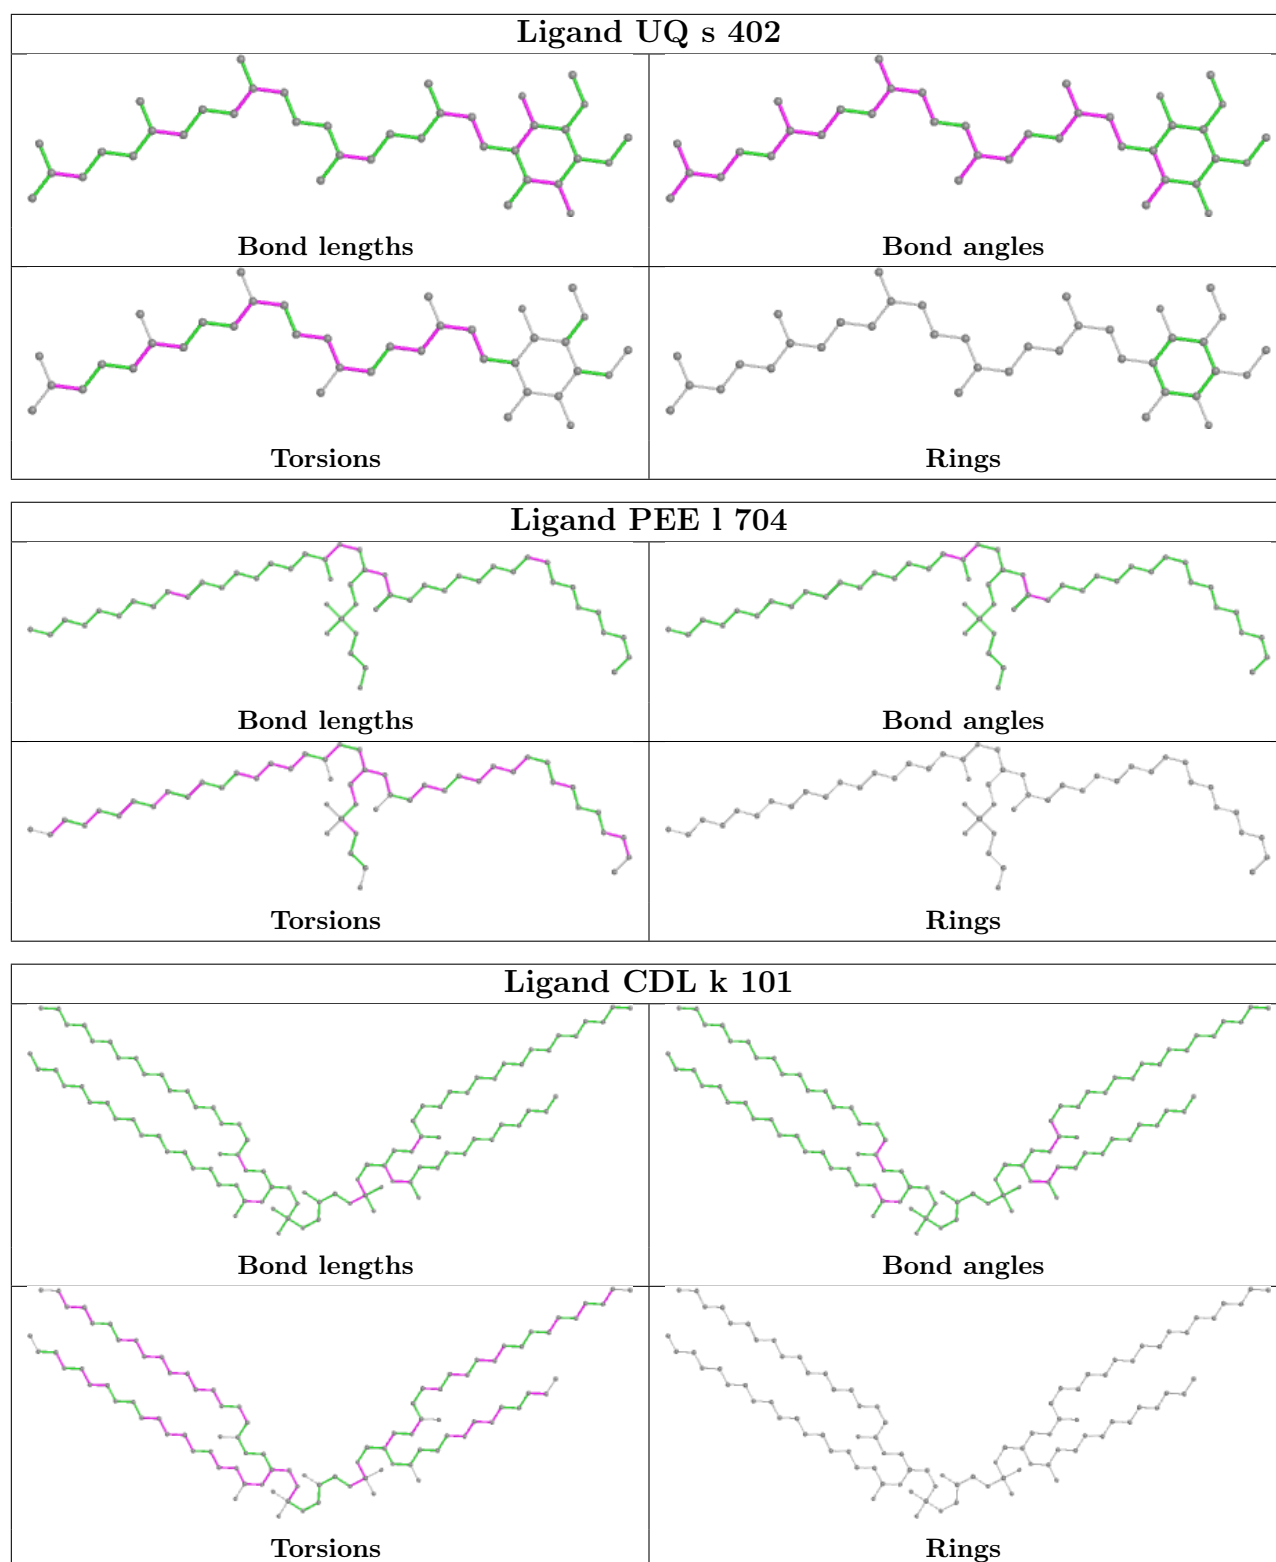 Ligand UQ s 402
Bond lengths
Bond angles
Torsions
Rings
Ligand PEE l 704
Bond lengths
Bond angles
Torsions
Rings
Ligand CDL k 101
Bond lengths
Bond angles
Torsions
Rings